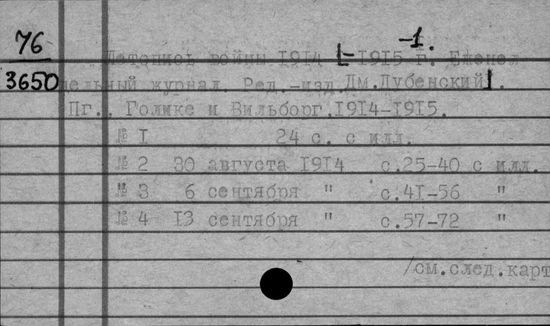 76
3650
-1.
Летопись войны 1914 - 1915 г. Ежене
дельный журнал. Ред.-изд.Дм.Дубенский.
Пг., Голике и Вильборг,1914-1915.
№ 1 24 с. с илл.
№ 2 30 августа 1914 с.25-40 с илл.
№ 3 6 сентября " с.41-56 "
№ 4 13 сентября " с.57-72 "
/см.след.карт